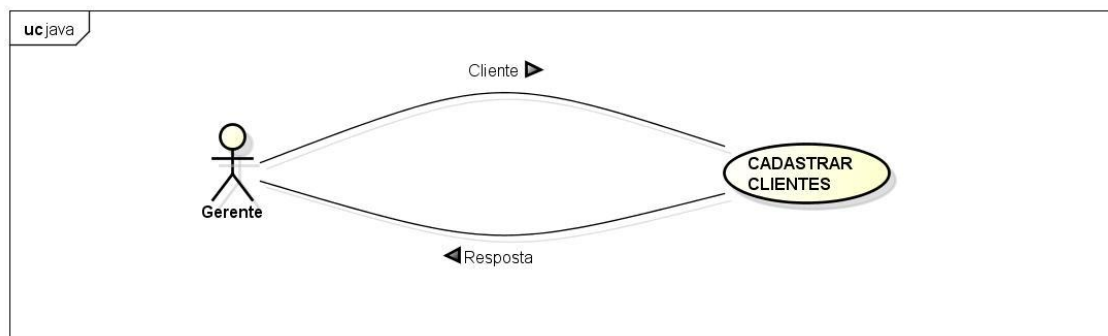 uc java
Cliente
Gerente
CADASTRAR
CLIENTES
Resposta